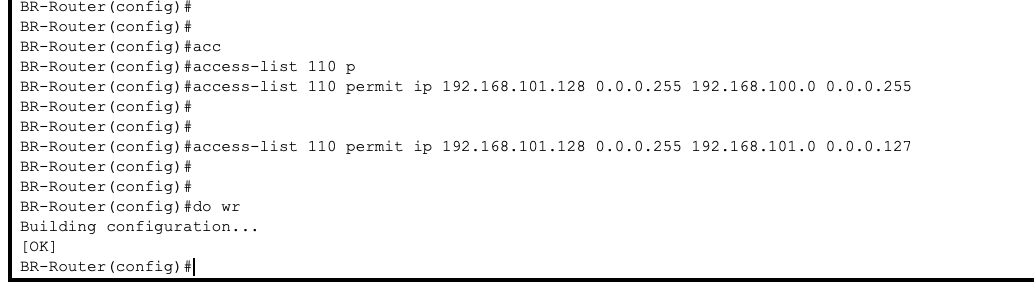 BR-Router(config)#
BR-Router(config)#
BR-Router(config)#acc
BR-Router(config)#access-list 110 p
BR-Router(config)#access-list 110 permit ip 192.168.101.128 0.0.0.255 192.168.100.0 0.0.0.255
BR-Router(config)#
BR-Router(config)#
BR-Router(config)#access-list 110 permit ip 192.168.101.128 0.0.0.255 192.168.101.0 0.0.0.127
BR-Router(config)#
BR-Router(config)#
BR-Router(config)#do wr
Building configuration...
[OK]
BR-Router(config)#